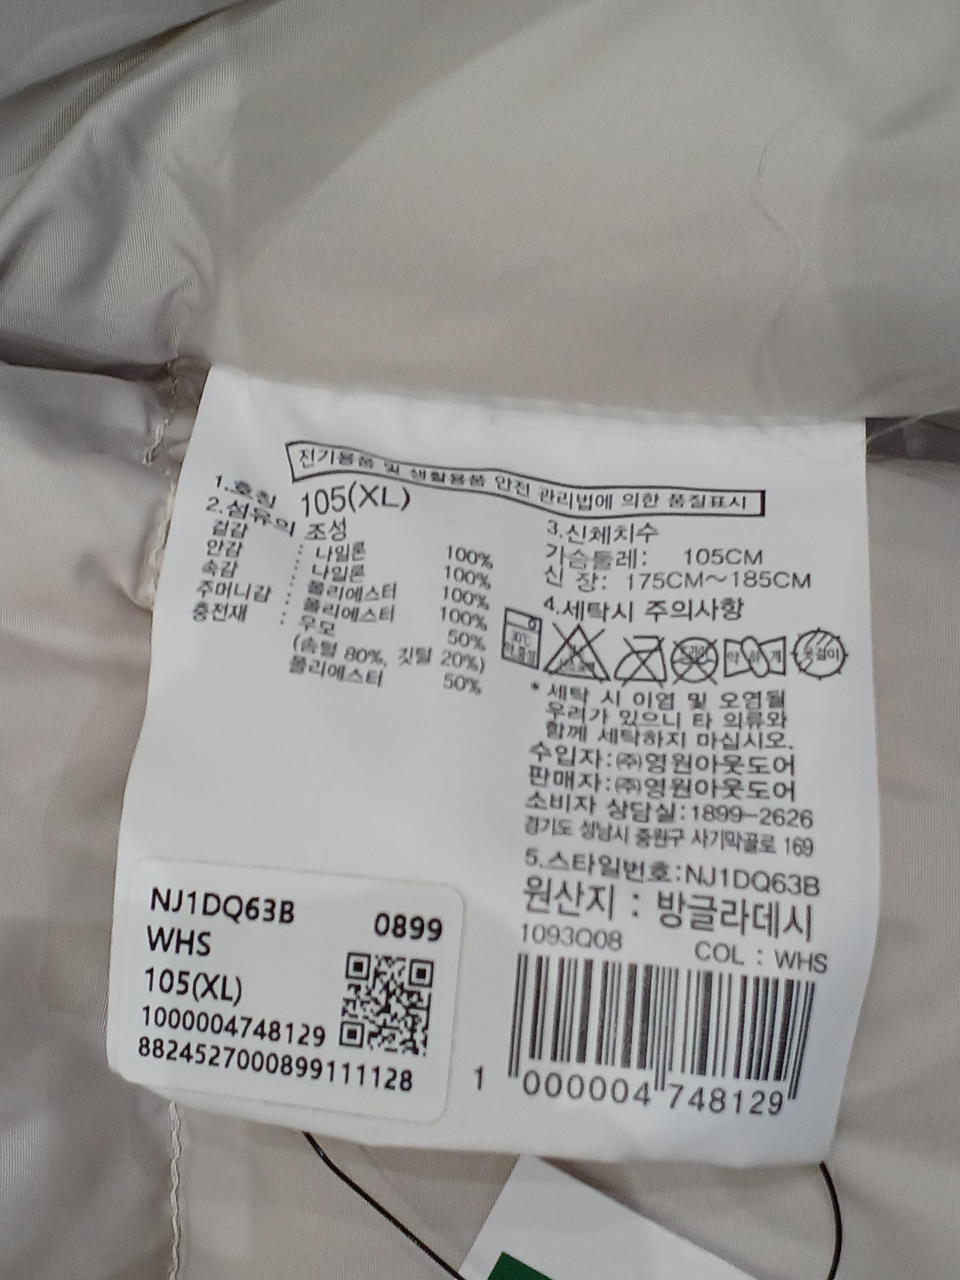 전기용품 및 생활용품 안전 관리법에 의한 품질표시
1.호칭 105(XL)
2.섬유의 조성
겉감 : 나일론 100%
안감 : 나일론 100%
속감 : 폴리에스터 100%
주머니감 : 폴리에스터 100%
충전재 : 우모 50%
(솜털 80%, 깃털 20%)
폴리에스터 50%
3.신체치수
가슴둘레: 105CM
신 장: 175CM~185CM
4.세탁시 주의사항
30℃
약하게
옷걸이
* 세탁 시 이염 및 오염될
우려가 있으니 타 의류와
함께 세탁하지 마십시오.
수입자:(주)영원아웃도어
판매자:(주)영원아웃도어
소비자 상담실:1899-2626
경기도 성남시 중원구 사기막골로 169
5.스타일번호:NJ1DQ63B
원산지 : 방글라데시
1093Q08 COL : WHS
1 000004 748129
NJ1DQ63B 0899
WHS
105(XL)
1000004748129
88245270008991111128